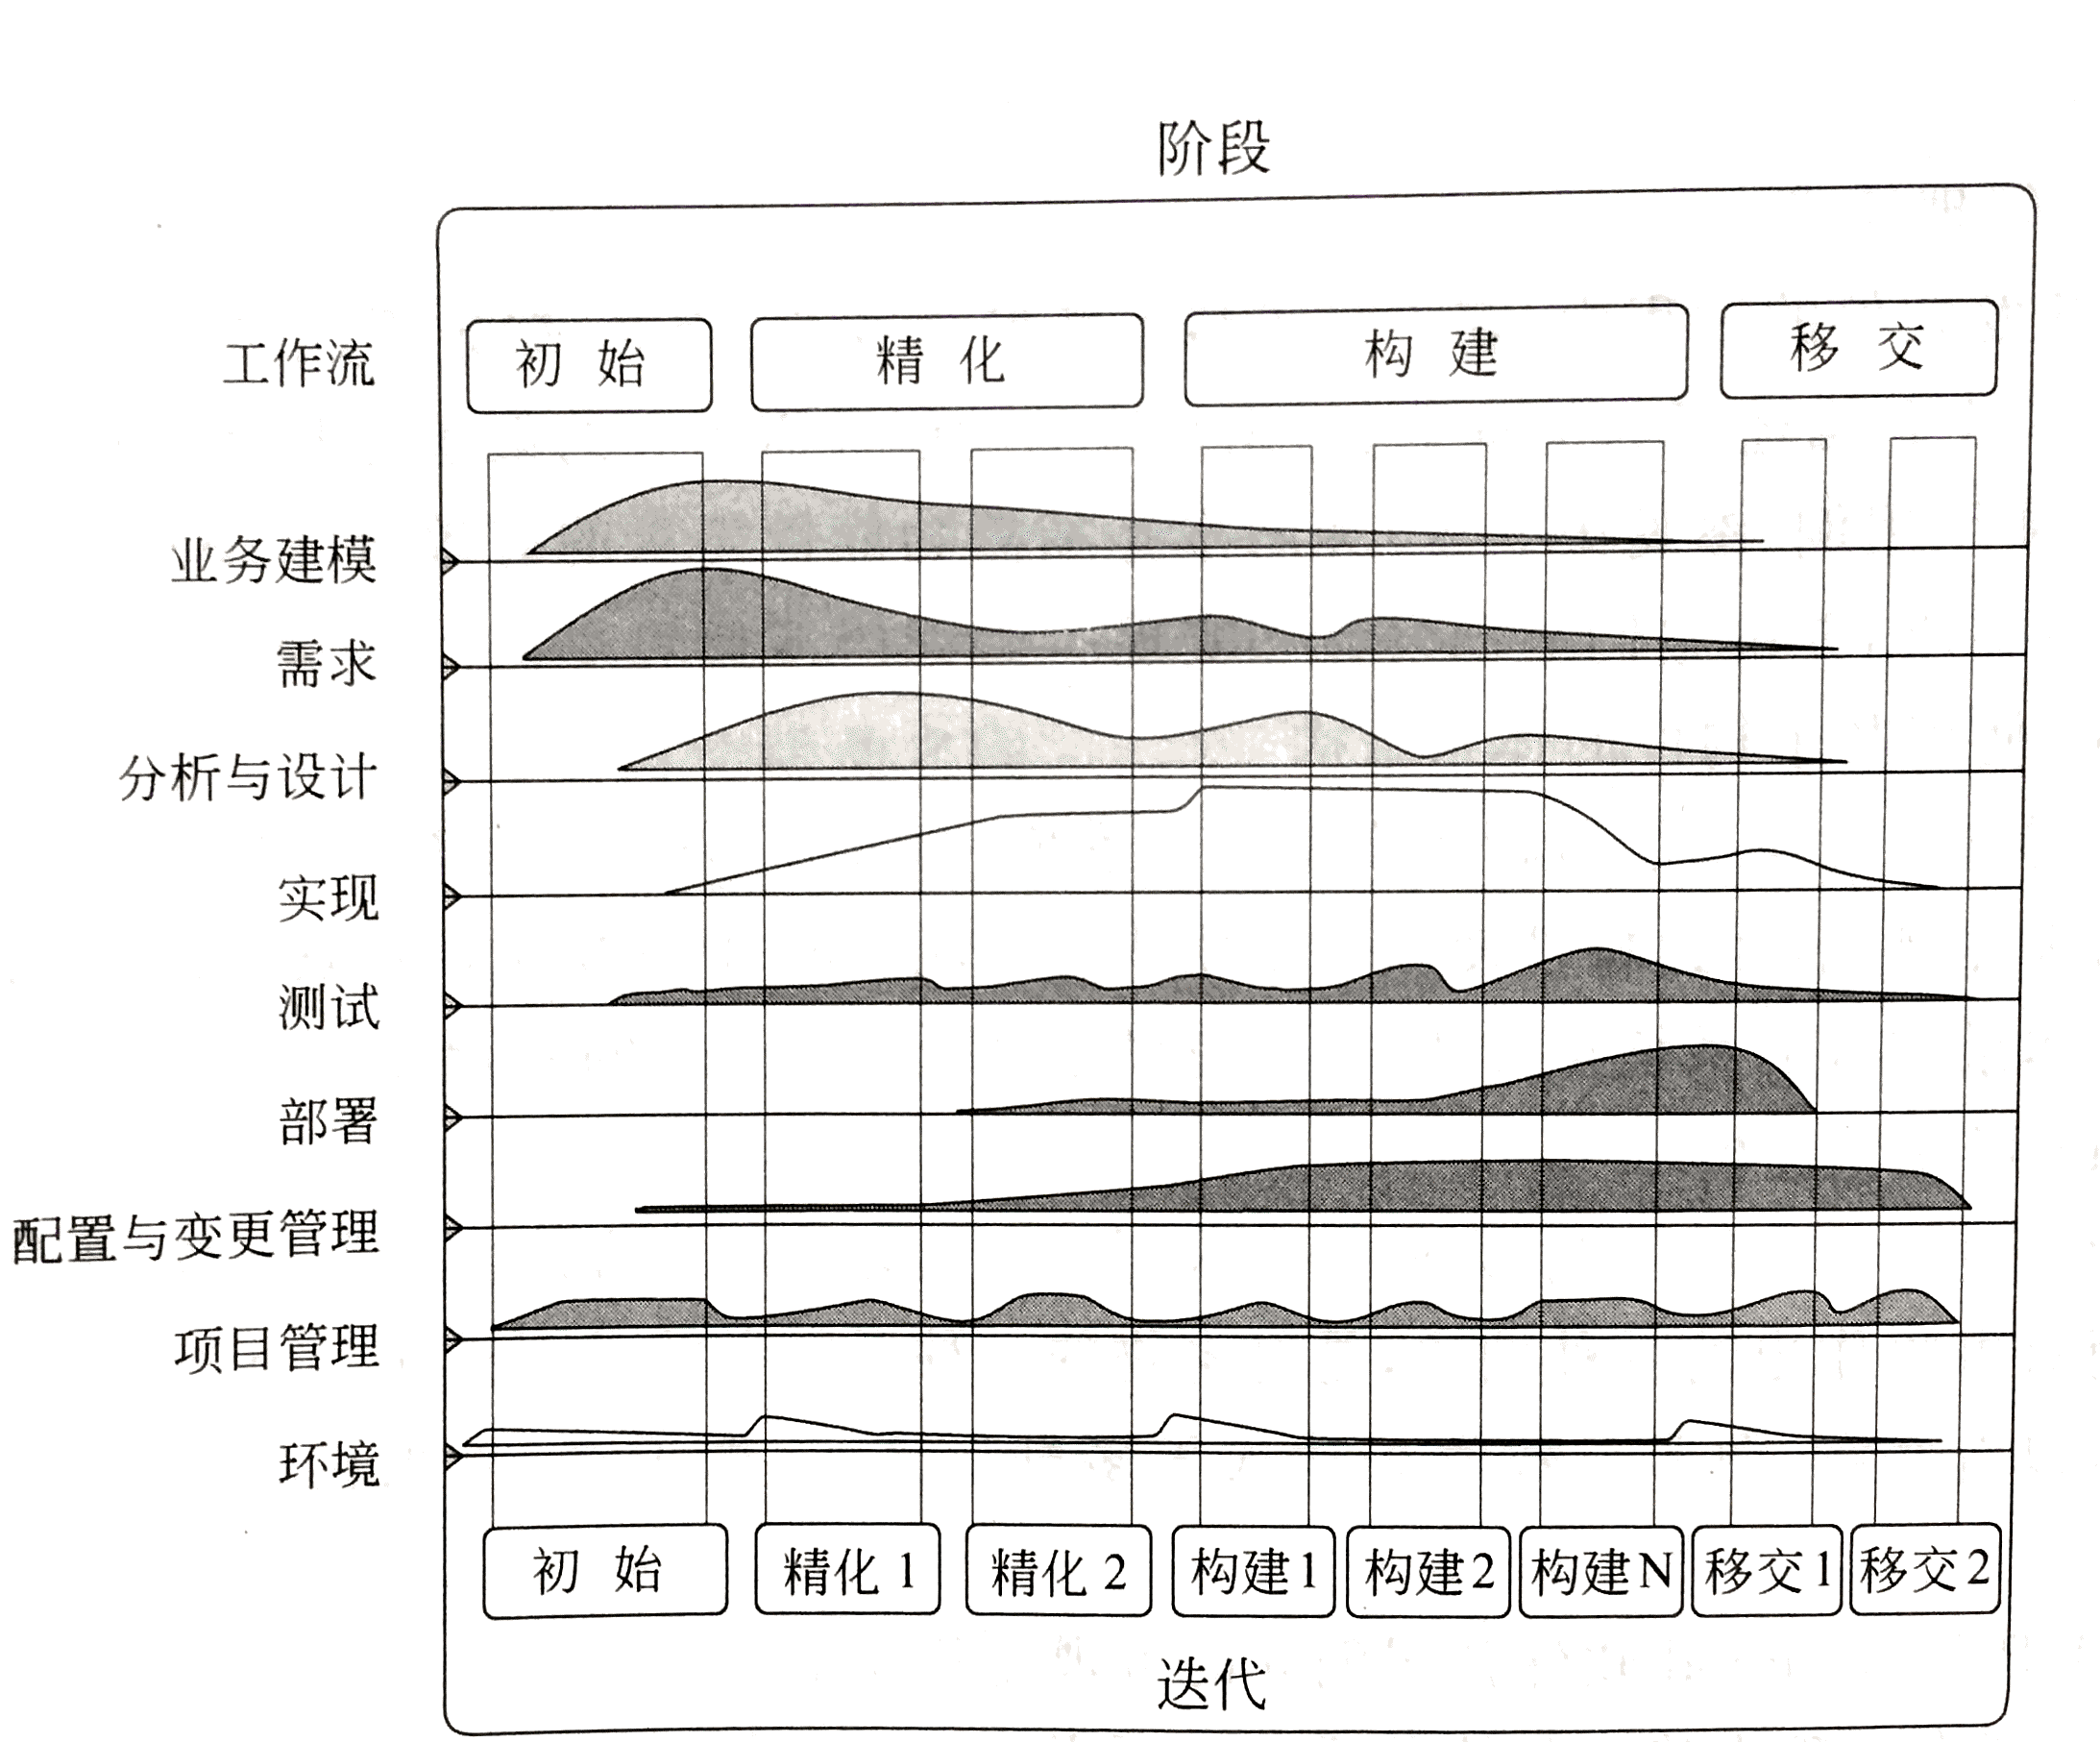 阶段
工作流
初始
精化
构建
移交
业务建模
需求
分析与设计
实现
测试
部署
配置与变更管理
项目管理
环境
初始
精化1
精化2
构建1
构建2
构建N
移交1
移交2
迭代